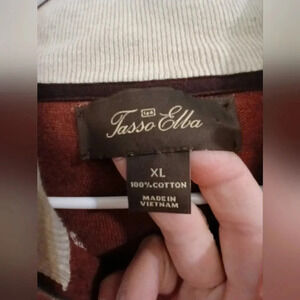 Tasso Elba
XL
100% COTTON
MADE IN
VIETNAM